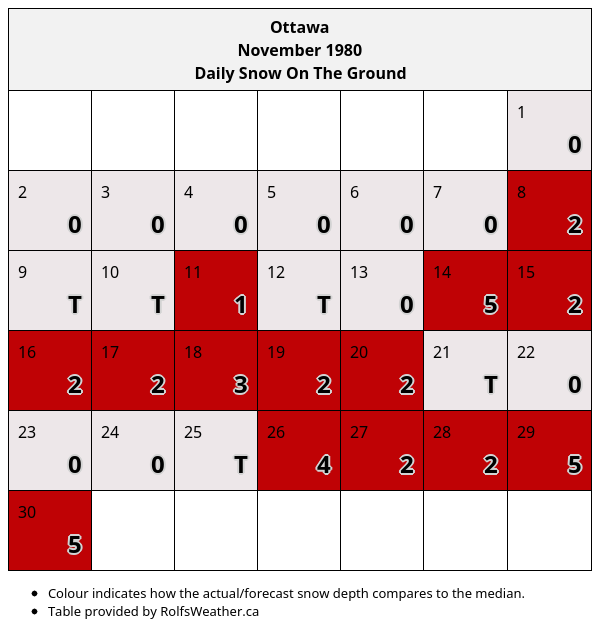 Ottawa
November 1980
Daily Snow On The Ground
1
0
2 3 4 5 6 7 8
0 0 0 0 0 0 2
9 10 11 12 13 14 15
T T 1 T 0 5 2
16 17 18 19 20 21 22
2 2 3 2 2 T 0
23 24 25 26 27 28 29
0 0 T 4 2 2 5
30
5
Colour indicates how the actual/forecast snow depth compares to the median.
Table provided by RolfsWeather.ca